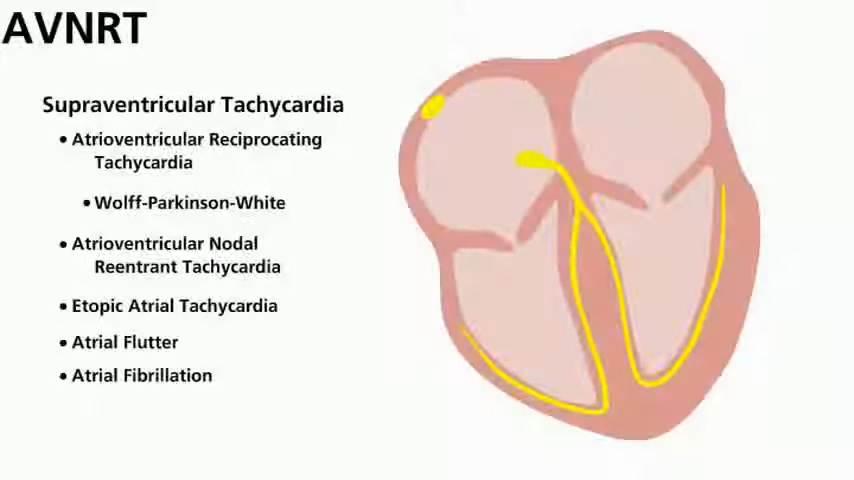 AVNRT
Supraventricular Tachycardia
• Atrioventricular Reciprocating
Tachycardia
• Wolff-Parkinson-White
• Atrioventricular Nodal
Reentrant Tachycardia
• Etopic Atrial Tachycardia
• Atrial Flutter
• Atrial Fibrillation